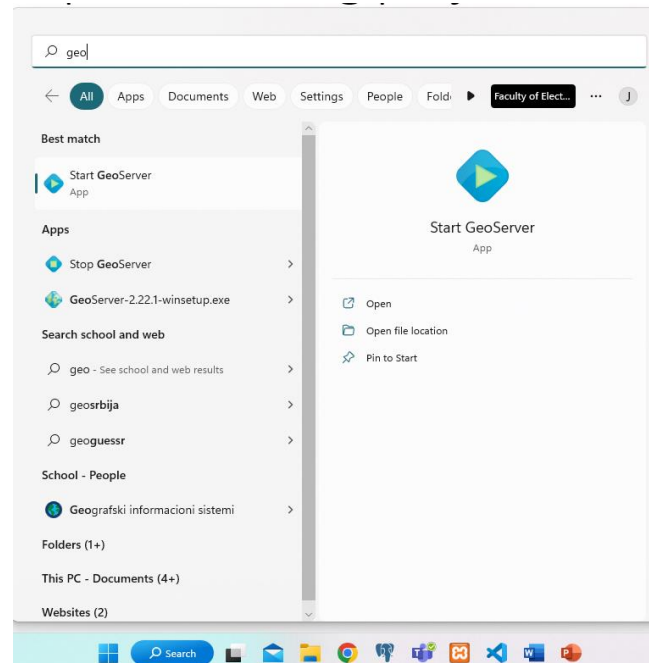 geo
All Apps Documents Web Settings People Fold Faculty of Elect... ... J
Best match
Start GeoServer
App
Apps
Stop GeoServer
GeoServer-2.22.1-winsetup.exe
Search school and web
geo - See school and web results
geosrbija
geoguessr
School - People
Geografski informacioni sistemi
Folders (1+)
This PC - Documents (4+)
Websites (2)
Start GeoServer
App
Open
Open file location
Pin to Start
Search